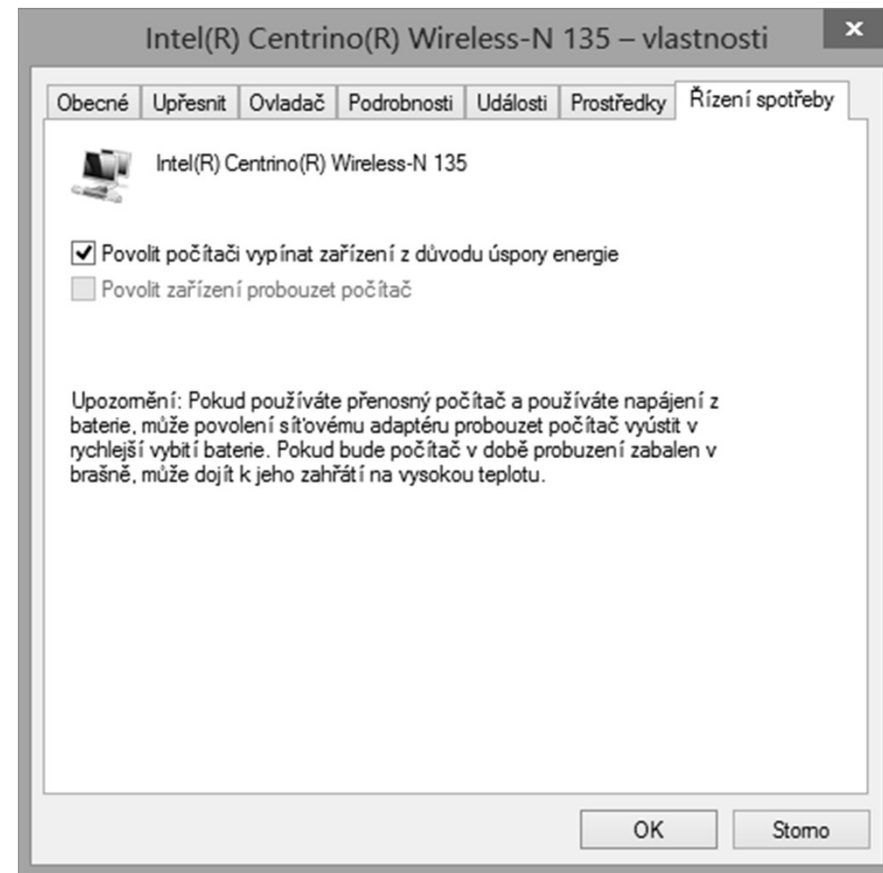 Intel(R) Centrino(R) Wireless-N 135 – vlastnosti
x
Obecné Upřesnit Ovladač Podrobnosti Události Prostředky Řízení spotřeby
Intel(R) Centrino(R) Wireless-N 135
Povolit počítači vypínat zařízení z důvodu úspory energie
Povolit zařízení probouzet počítač
Upozornění: Pokud používáte přenosný počítač a používáte napájení z
baterie, může povolení síťovému adaptéru probouzet počítač vyústit v
rychlejší vybití baterie. Pokud bude počítač v době probuzení zabalen v
brašně, může dojít k jeho zahřátí na vysokou teplotu.
OK Storno